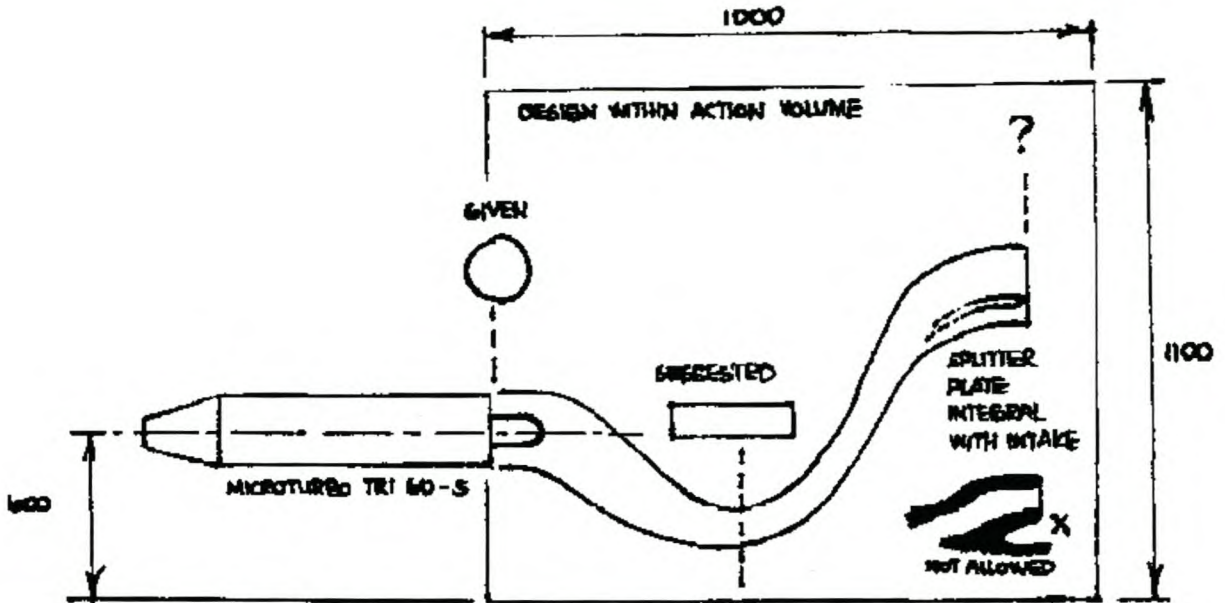 1000
DESIGN WITHIN ACTION VOLUME
?
GIVEN
SUGGESTED
1100
SPLITTER
PLATE
INTEGRAL
WITH INTAKE
MICROTURBO TRI 60-5
600
X
NOT ALLOWED